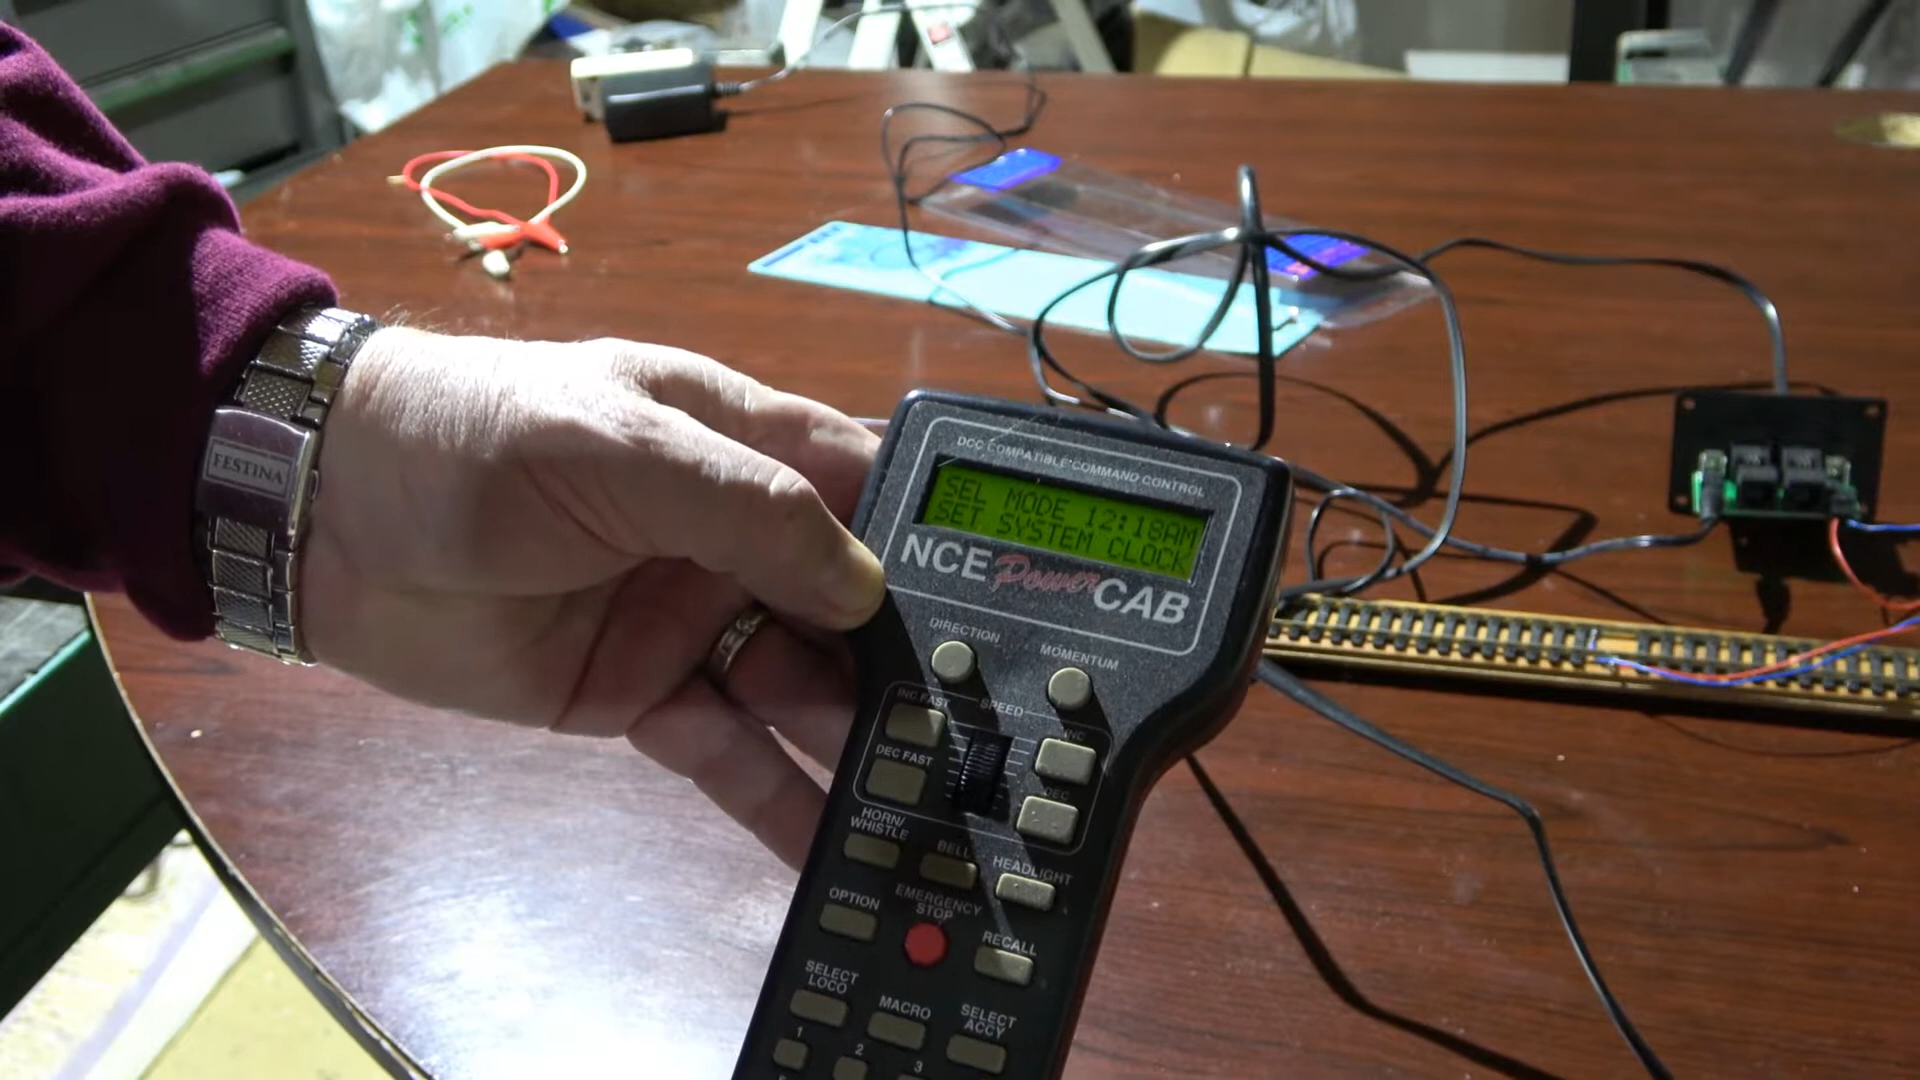 FESTINA
DCC COMPATIBLE COMMAND CONTROL
SEL MODE 12:18AM
SET SYSTEM CLOCK
NCE Power CAB
DIRECTION
MOMENTUM
INC FAST
SPEED
INC
DEC FAST
DEC
HORN/
WHISTLE
BELL
HEADLIGHT
OPTION
EMERGENCY
STOP
RECALL
SELECT
LOCO
MACRO
SELECT
ACCY
1
2
3